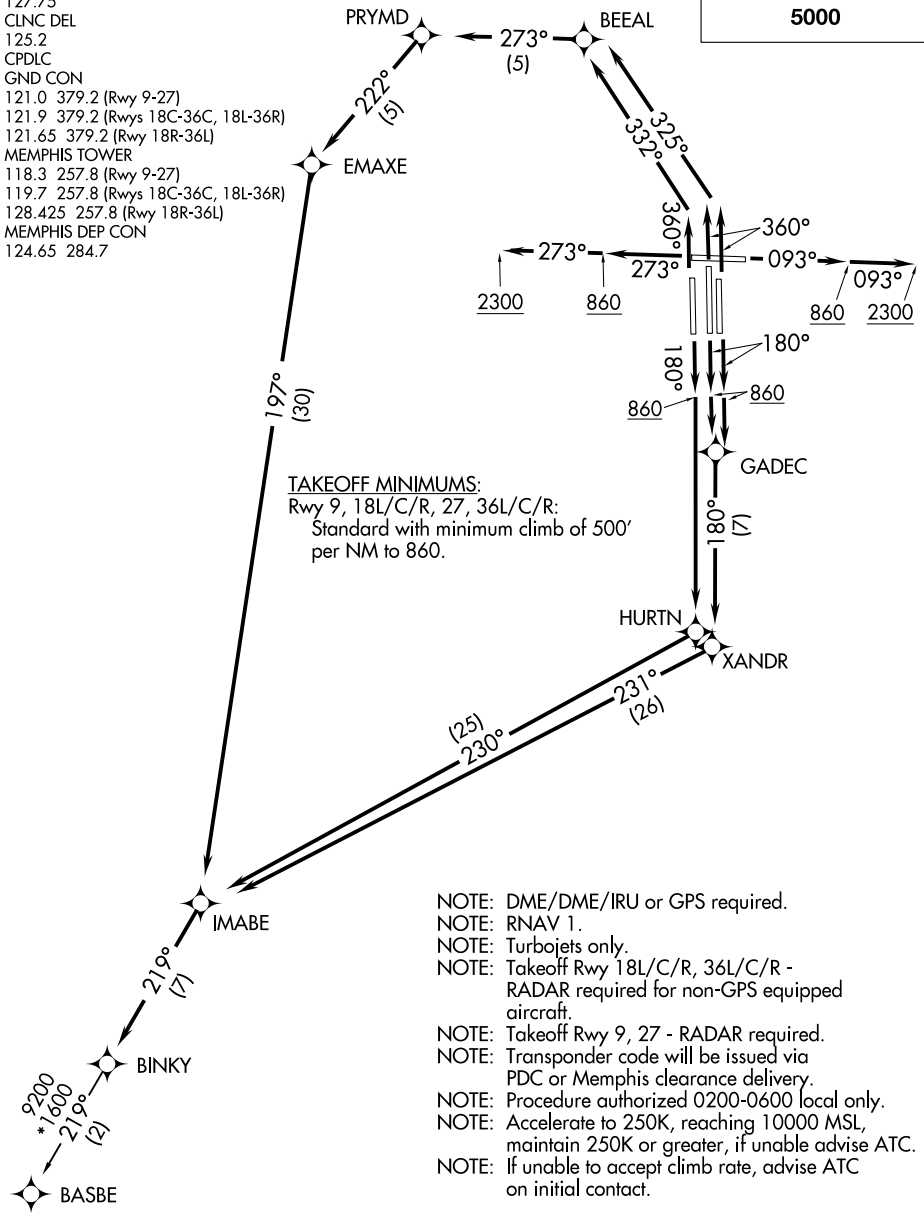 127.75
CLNC DEL
125.2
CPDLC
GND CON
121.0 379.2 (Rwy 9-27)
121.9 379.2 (Rwys 18C-36C, 18L-36R)
121.65 379.2 (Rwy 18R-36L)
MEMPHIS TOWER
118.3 257.8 (Rwy 9-27)
119.7 257.8 (Rwys 18C-36C, 18L-36R)
128.425 257.8 (Rwy 18R-36L)
MEMPHIS DEP CON
124.65 284.7
5000
PRYMD
273°
(5)
BEEAL
222°
(5)
EMAXE
332°
325°
360°
360°
273°
273°
093°
093°
2300
860
860
2300
180°
180°
860
860
GADEC
180°
(7)
197°
(30)
TAKEOFF MINIMUMS:
Rwy 9, 18L/C/R, 27, 36L/C/R:
Standard with minimum climb of 500'
per NM to 860.
HURTN
XANDR
231°
(26)
(25)
230°
IMABE
219°
(7)
BINKY
9200
*1600
219°
(2)
BASBE
NOTE: DME/DME/IRU or GPS required.
NOTE: RNAV 1.
NOTE: Turbojets only.
NOTE: Takeoff Rwy 18L/C/R, 36L/C/R -
RADAR required for non-GPS equipped
aircraft.
NOTE: Takeoff Rwy 9, 27 - RADAR required.
NOTE: Transponder code will be issued via
PDC or Memphis clearance delivery.
NOTE: Procedure authorized 0200-0600 local only.
NOTE: Accelerate to 250K, reaching 10000 MSL,
maintain 250K or greater, if unable advise ATC.
NOTE: If unable to accept climb rate, advise ATC
on initial contact.